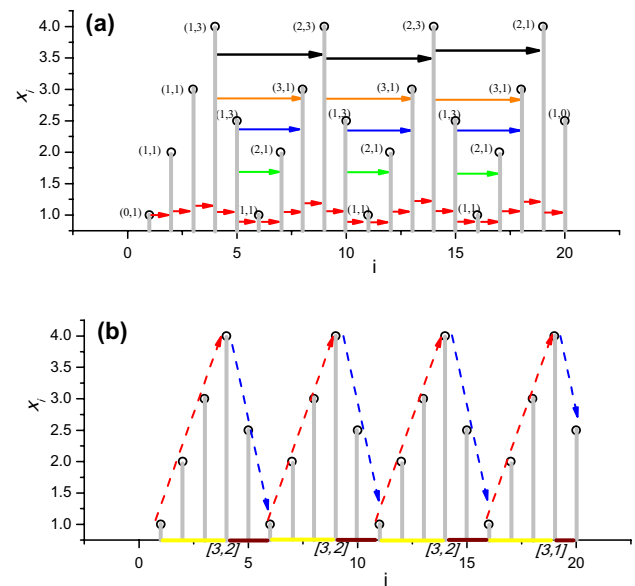 (a)
(1,3) (2,3) (2,3) (2,1)
4.0
3.5
(1,1) (3,1) (3,1) (3,1)
3.0
(1,3) (1,3) (1,3) (1,0)
2.5
(1,1) (2,1) (2,1) (2,1)
2.0
1.5
(0,1) 1,1) (1,1) (1,1)
1.0
x_i
0 5 10 15 20
i
(b)
4.0
3.5
3.0
2.5
2.0
1.5
1.0
x_i
[3,2] [3,2] [3,2] [3,1]
0 5 10 15 20
i